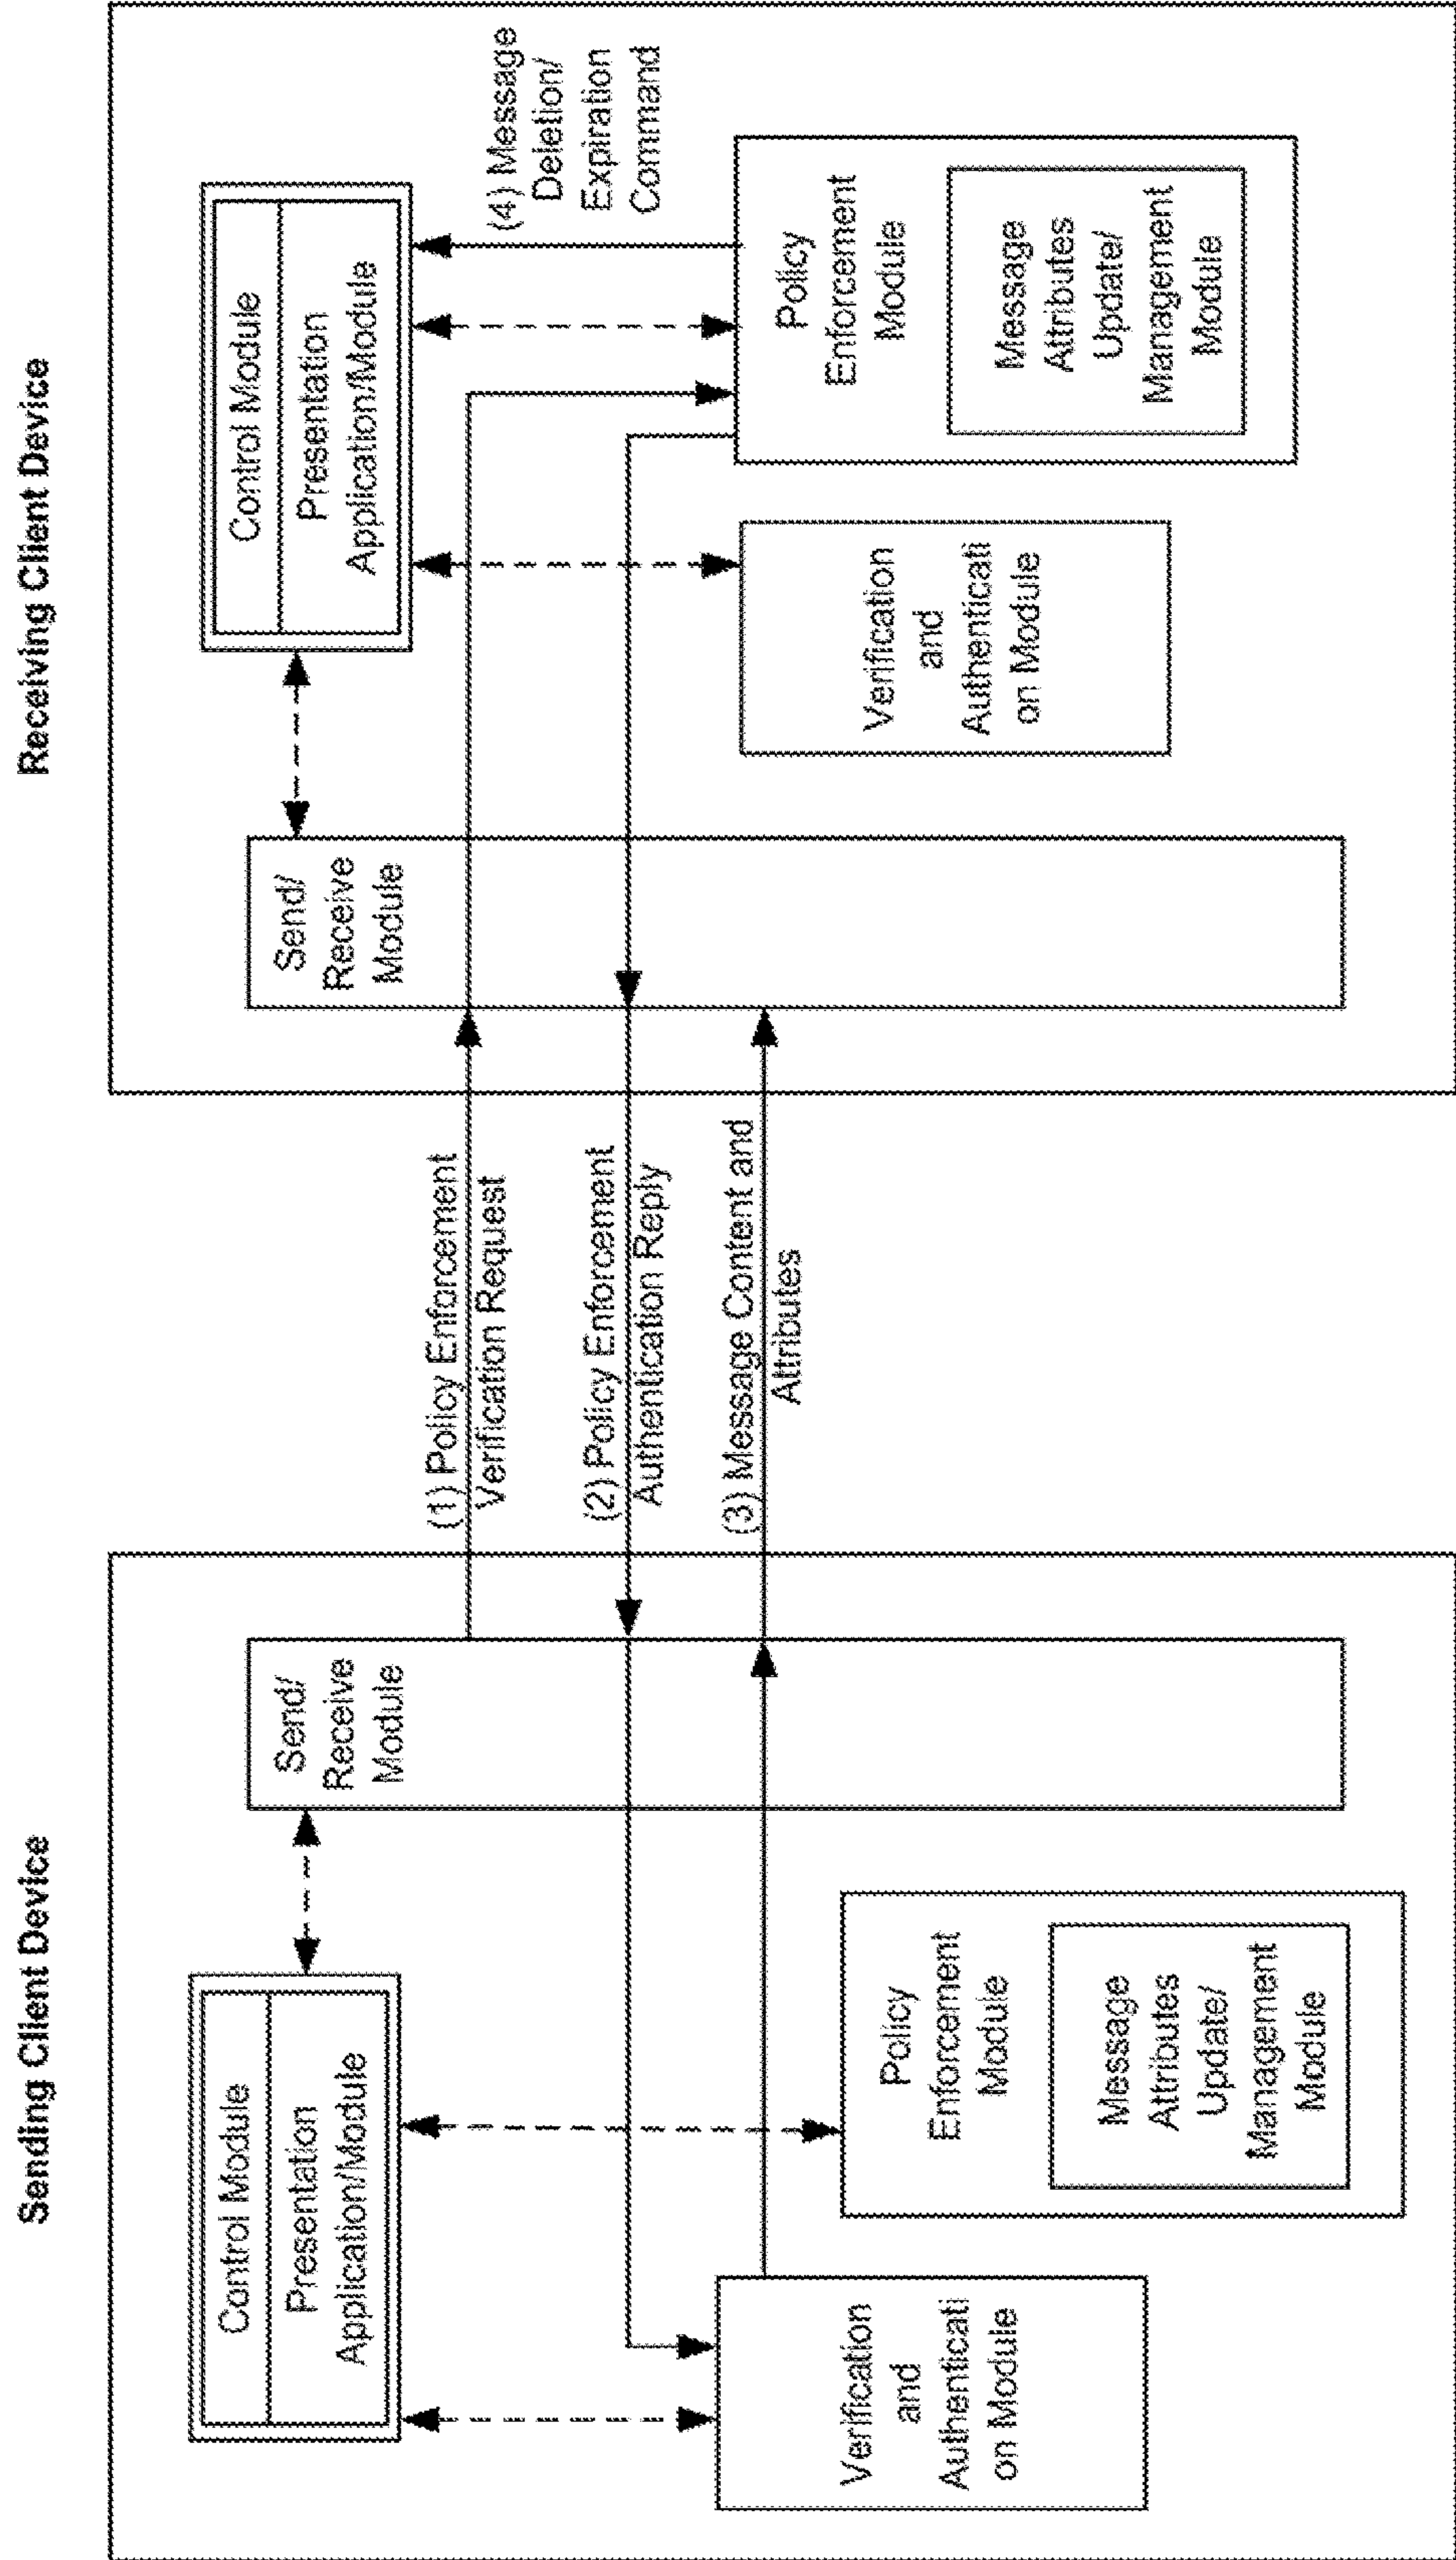 Sending Client Device
Control Module
Presentation
Application/Module
Send/
Receive
Module
Verification
and
Authenticati
on Module
Policy
Enforcement
Module
Message
Attributes
Update/
Management
Module
(1) Policy Enforcement
Verification Request
(2) Policy Enforcement
Authentication Reply
(3) Message Content and
Attributes
Receiving Client Device
Send/
Receive
Module
Control Module
Presentation
Application/Module
(4) Message
Deletion/
Expiration
Command
Verification
and
Authenticati
on Module
Policy
Enforcement
Module
Message
Attributes
Update/
Management
Module